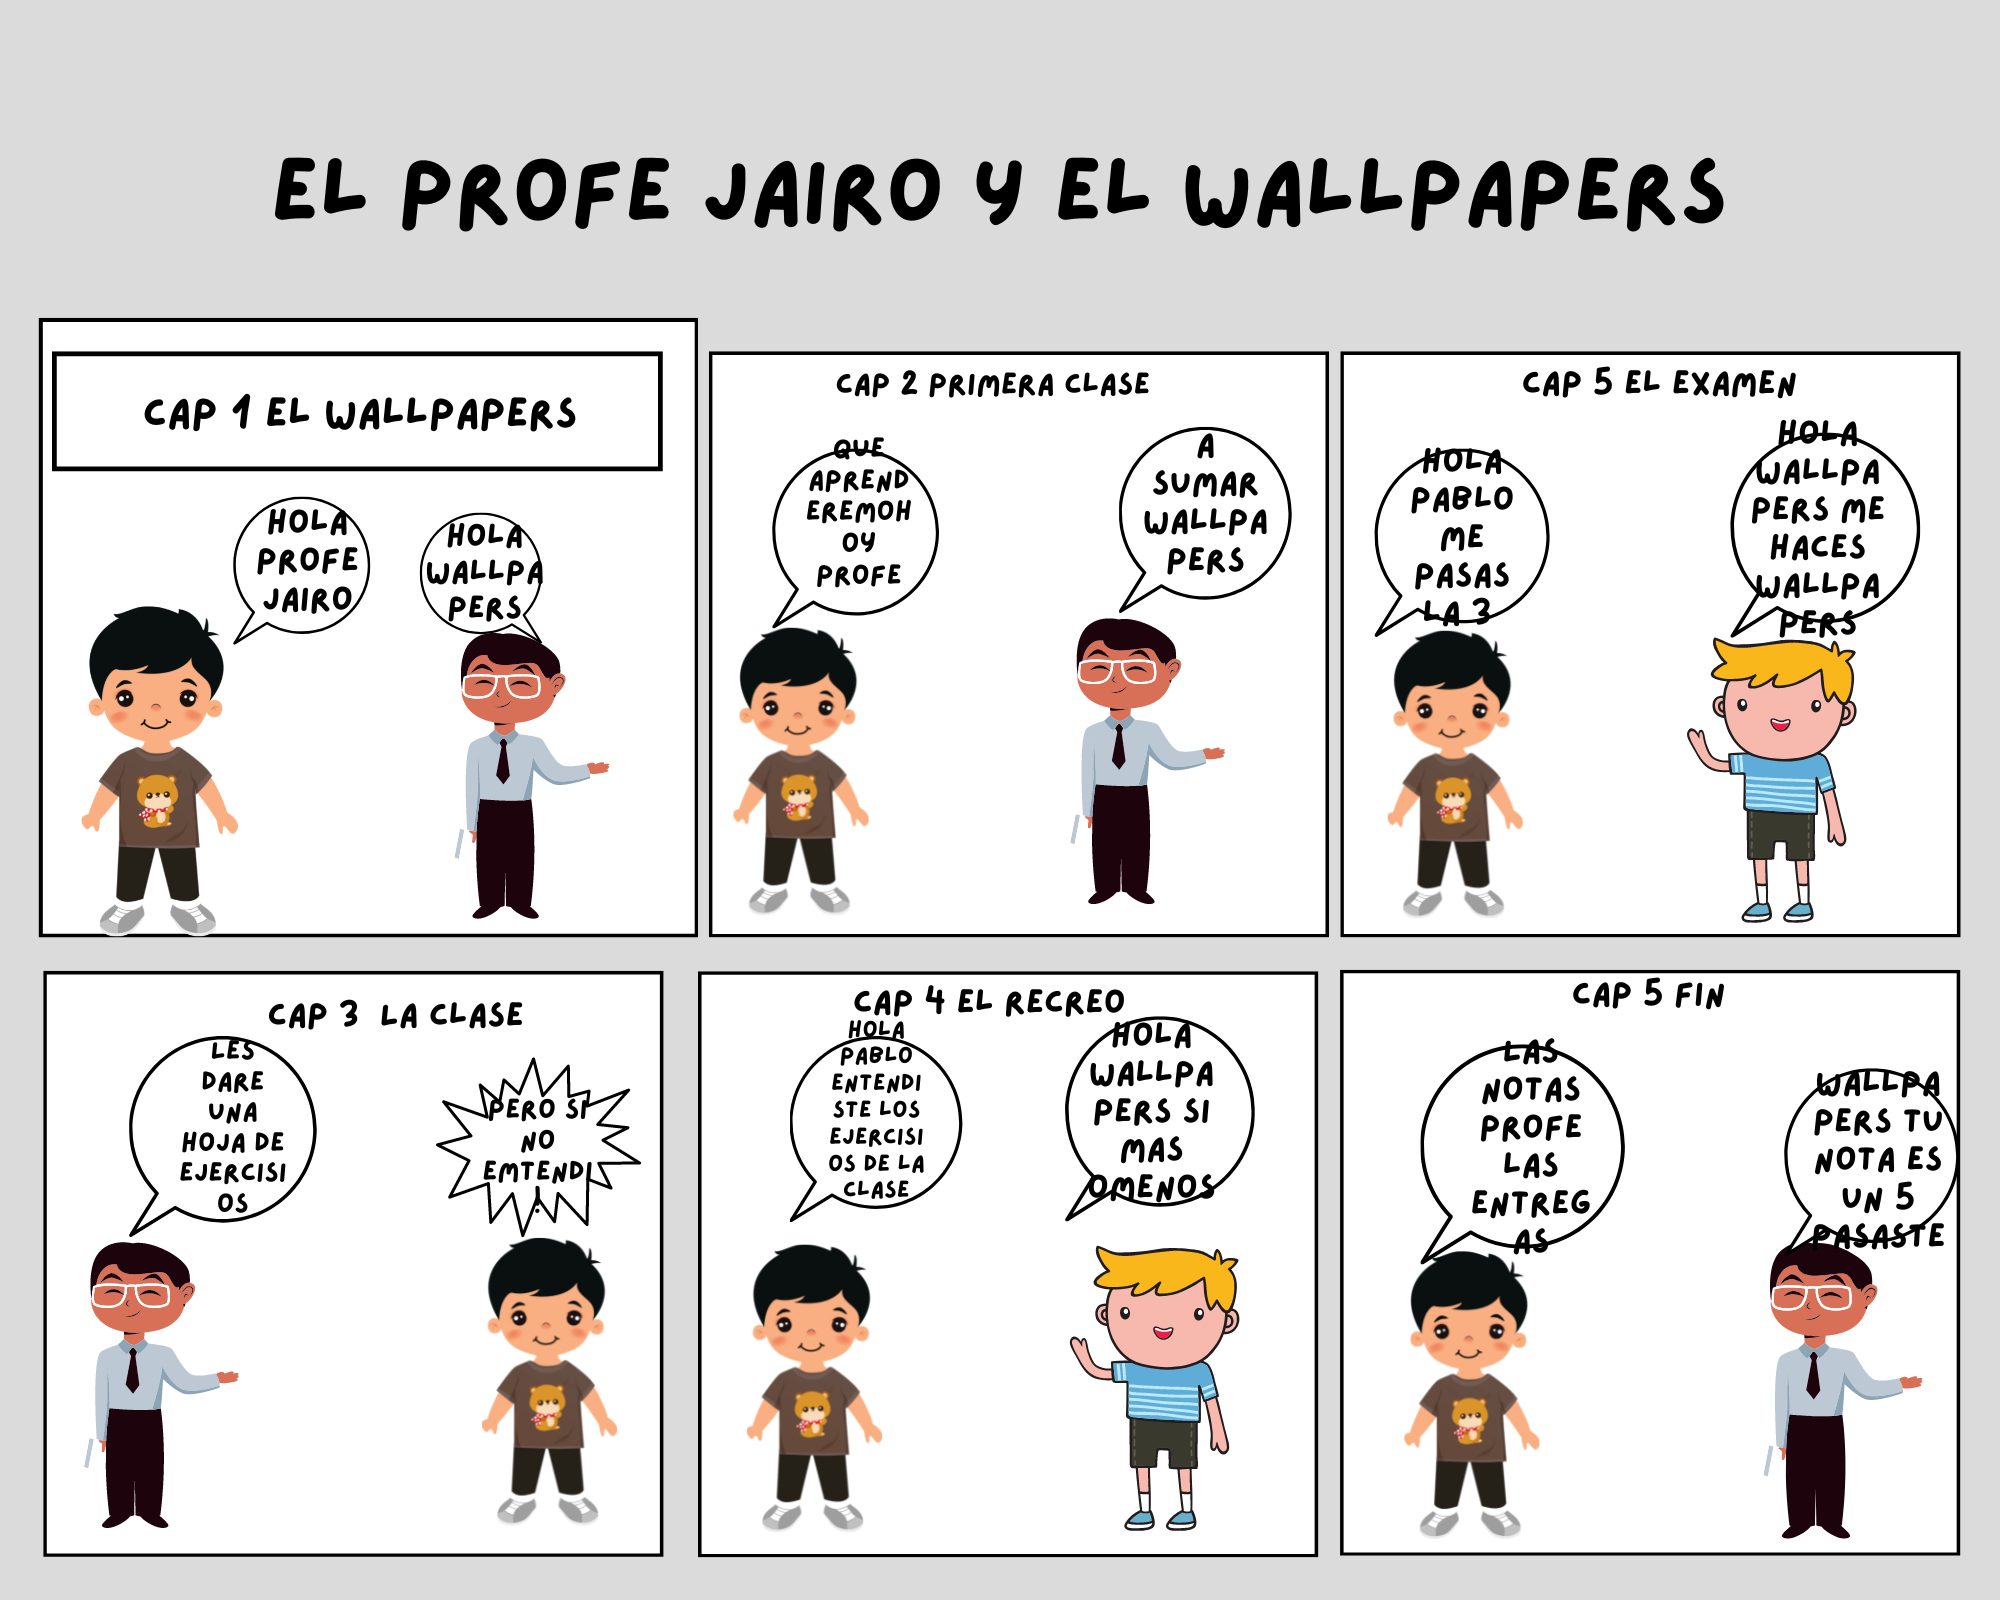 EL PROFE JAIRO Y EL WALLPAPERS
CAP 1 EL WALLPAPERS
HOLA
PROFE
JAIRO
HOLA
WALLPA
PERS
CAP 2 PRIMERA CLASE
QUE
APREND
EREMOH
OY
PROFE
A
SUMAR
WALLPA
PERS
CAP 5 EL EXAMEN
HOLA
PABLO
ME
PASAS
LA 3
HOLA
WALLPA
PERS ME
HACES
WALLPA
PERS
CAP 3 LA CLASE
LES
DARE
UNA
HOJA DE
EJERCISI
OS
PERO SI
NO
EMTENDI
!
CAP 4 EL RECREO
HOLA
PABLO
ENTENDI
STE LOS
EJERCISI
OS DE LA
CLASE
HOLA
WALLPA
PERS SI
MAS
OMENOS
CAP 5 FIN
LAS
NOTAS
PROFE
LAS
ENTREG
AS
WALLPA
PERS TU
NOTA ES
UN 5
PASASTE